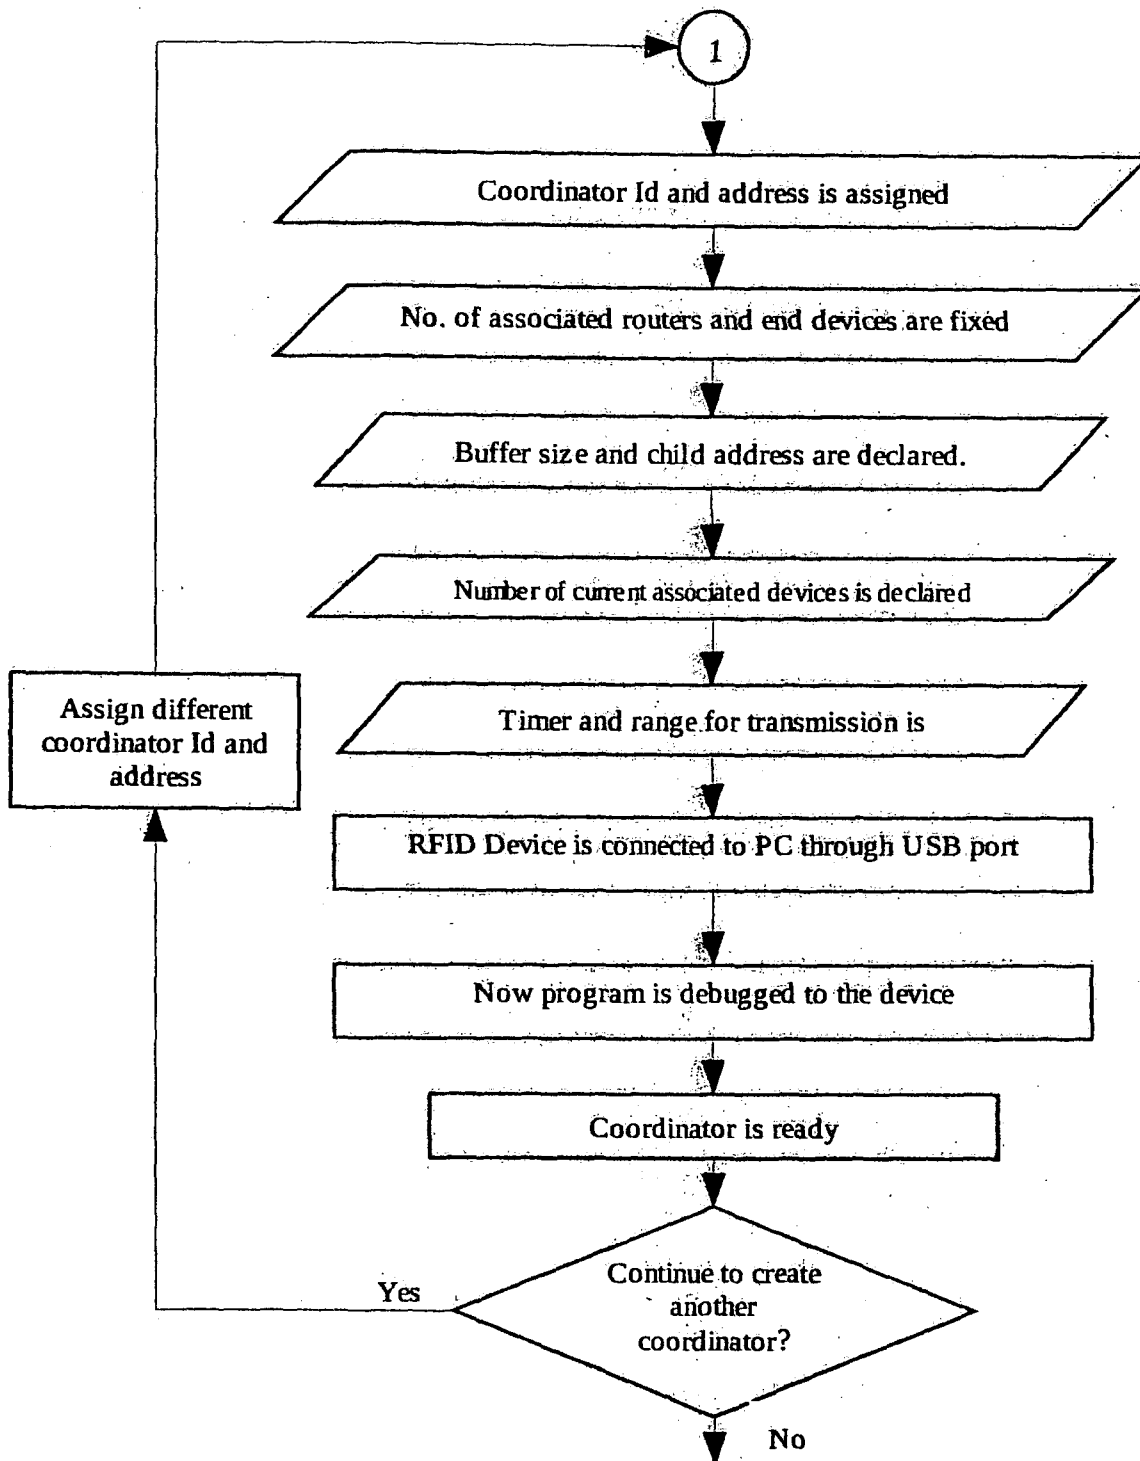 1
Coordinator Id and address is assigned
No. of associated routers and end devices are fixed
Buffer size and child address are declared.
Number of current associated devices is declared
Timer and range for transmission is
Assign different
coordinator Id and
address
RFID Device is connected to PC through USB port
Now program is debugged to the device
Coordinator is ready
Continue to create
another
coordinator?
Yes
No